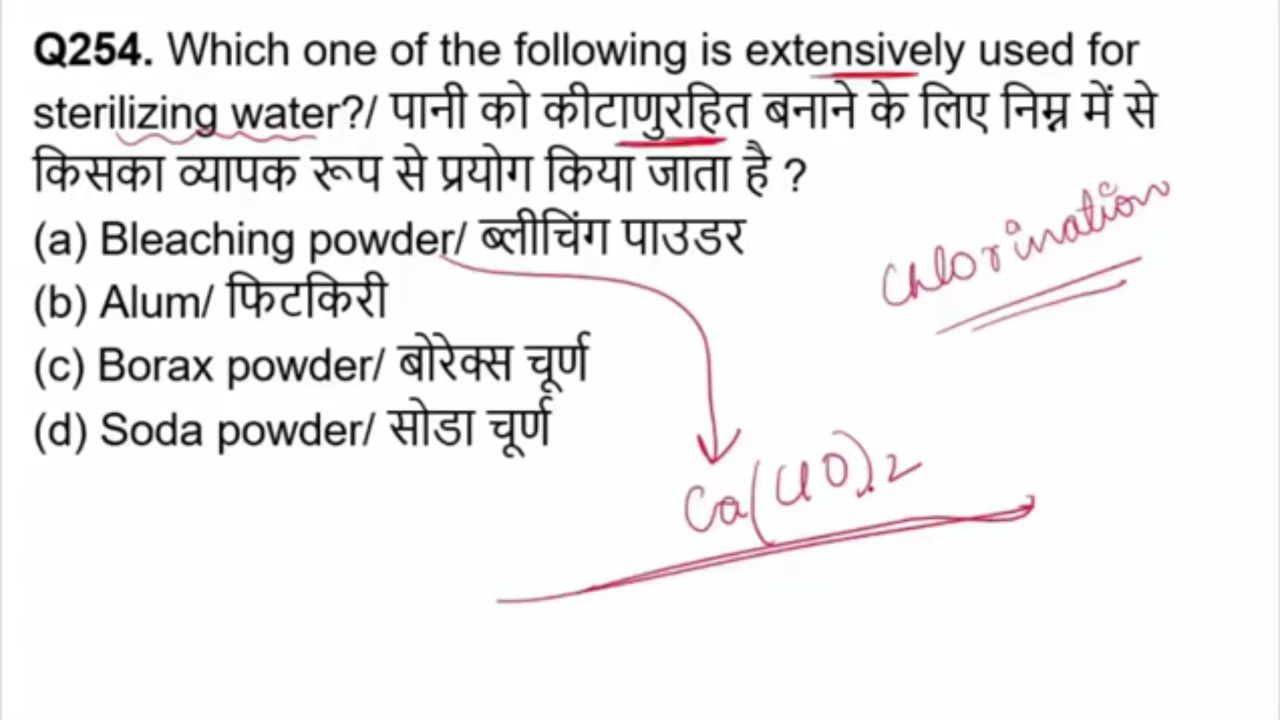 Q254. Which one of the following is extensively used for
sterilizing water?/ पानी को कीटाणुरहित बनाने के लिए निम्न में से
किसका व्यापक रूप से प्रयोग किया जाता है ?
(a) Bleaching powder/ ब्लीचिंग पाउडर
(b) Alum/ फिटकिरी
(c) Borax powder/ बोरेक्स चूर्ण
(d) Soda powder/ सोडा चूर्ण
Chlorination
Ca(ClO)2